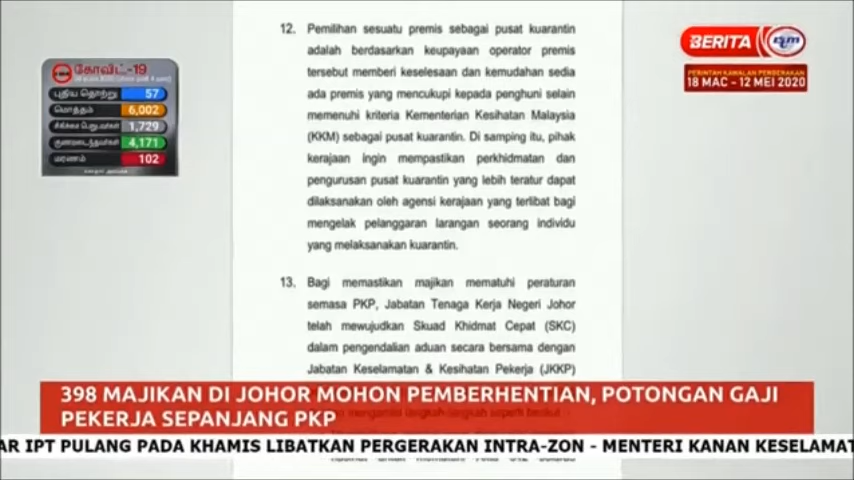 12. Pemilihan sesuatu premis sebagai pusat kuarantin
adalah berdasarkan keupayaan operator premis
tersebut memberi keselesaan dan kemudahan sedia
ada premis yang mencukupi kepada penghuni selain
memenuhi kriteria Kementerian Kesihatan Malaysia
(KKM) sebagai pusat kuarantin. Di samping itu, pihak
kerajaan ingin mempastikan perkhidmatan dan
pengurusan pusat kuarantin yang lebih teratur dapat
dilaksanakan oleh agensi kerajaan yang terlibat bagi
mengelak pelanggaran larangan seorang individu
yang melaksanakan kuarantin.
13. Bagi memastikan majikan mematuhi peraturan
semasa PKP, Jabatan Tenaga Kerja Negeri Johor
telah mewujudkan Skuad Khidmat Cepat (SKC)
dalam pengendalian aduan secara bersama dengan
Jabatan Keselamatan & Kesihatan Pekerja (JKKP)
BERITA rtm
PERINTAH KAWALAN PERGERAKAN
18 MAC - 12 MEI 2020
கோவிட்-19
புதிய தொற்று 57
மொத்தம் 6,002
சிகிச்சை பெறுபவர்கள் 1,729
குணமடைந்தவர்கள் 4,171
மரணம் 102
398 MAJIKAN DI JOHOR MOHON PEMBERHENTIAN, POTONGAN GAJI
PEKERJA SEPANJANG PKP
AR IPT PULANG PADA KHAMIS LIBATKAN PERGERAKAN INTRA-ZON - MENTERI KANAN KESELAMAT